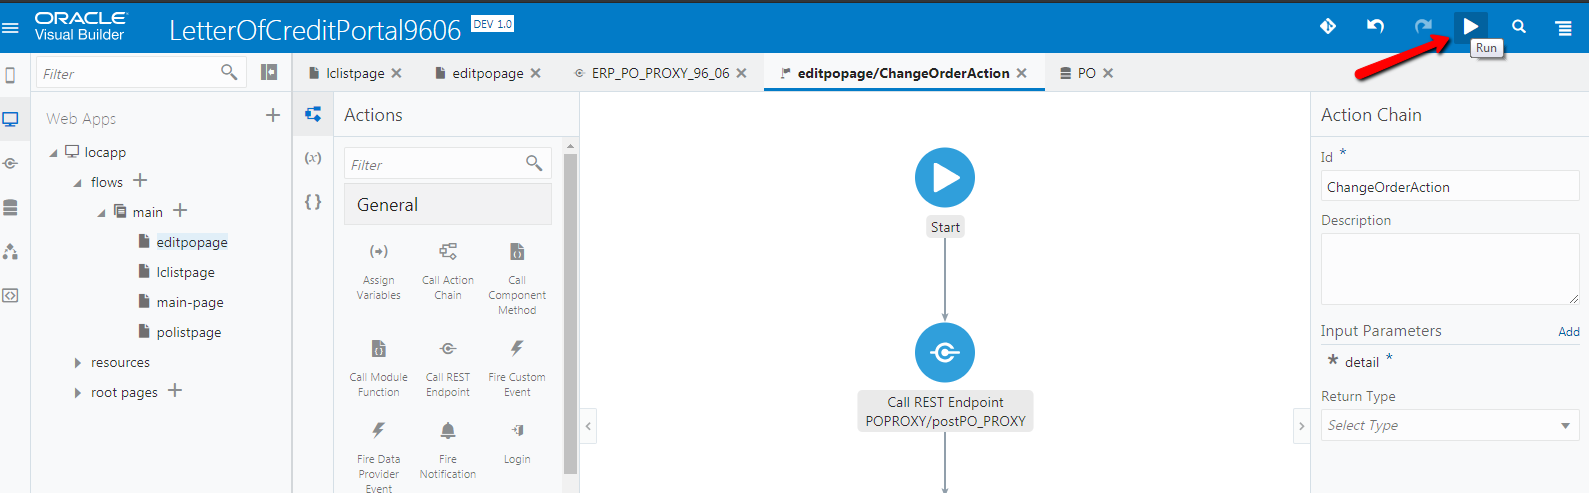 ORACLE
Visual Builder
LetterOfCreditPortal9606
DEV 1.0
Run
Filter
lclistpage
editpopage
ERP_PO_PROXY_96_06
editpopage/ChangeOrderAction
PO
Web Apps
locapp
flows
main
editpopage
lclistpage
main-page
polistpage
resources
root pages
(x)
{ }
Actions
Filter
General
Assign
Variables
Call Action
Chain
Call
Component
Method
Call Module
Function
Call REST
Endpoint
Fire Custom
Event
Fire Data
Provider
Event
Fire
Notification
Login
Start
Call REST Endpoint
POPROXY/postPO_PROXY
Action Chain
Id *
ChangeOrderAction
Description
Input Parameters
Add
* detail *
Return Type
Select Type